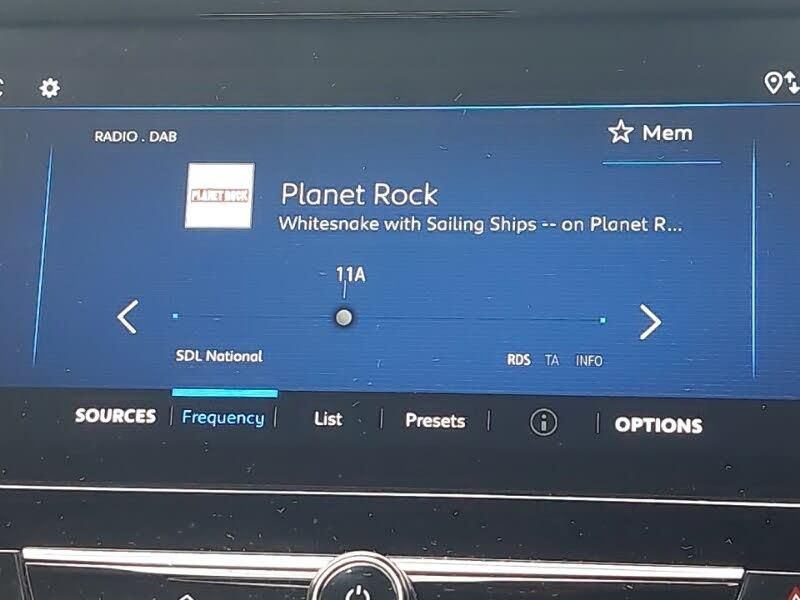 RADIO . DAB
Mem
PLANET ROCK
Planet Rock
Whitesnake with Sailing Ships -- on Planet R...
11A
SDL National
RDS TA INFO
SOURCES Frequency List Presets i OPTIONS